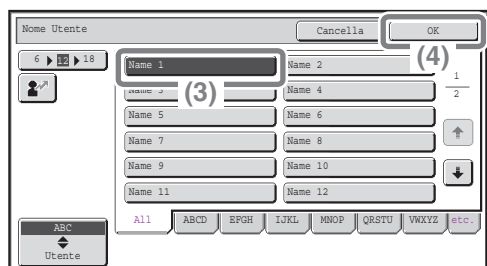 Nome Utente Cancella OK
6 12 18
(4)
Name 1 Name 2
1
2
(3)
Name 3 Name 4
Name 5 Name 6
Name 7 Name 8
Name 9 Name 10
Name 11 Name 12
All ABCD EFGH IJKL MNOP QRSTU VWXYZ etc.
ABC
Utente